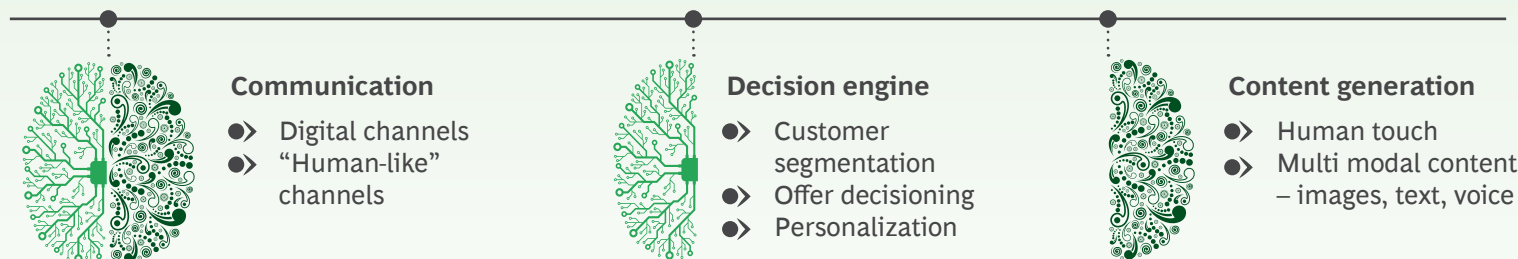 Communication
Digital channels
“Human-like”
channels
Decision engine
Customer
segmentation
Offer decisioning
Personalization
Content generation
Human touch
Multi modal content
– images, text, voice